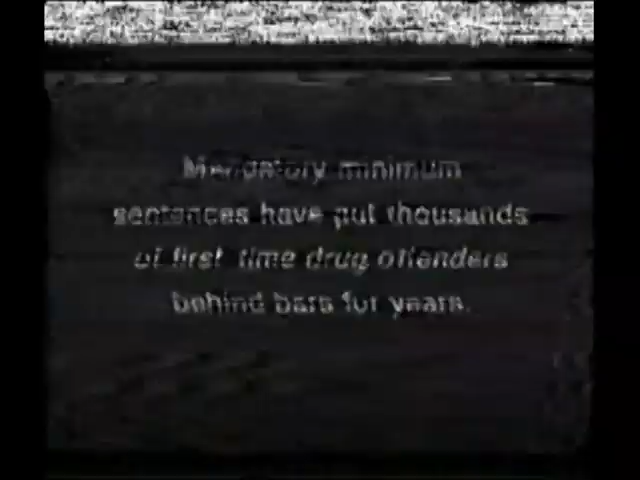 Mandatory minimum
sentences have put thousands
of first time drug offenders
behind bars for years.